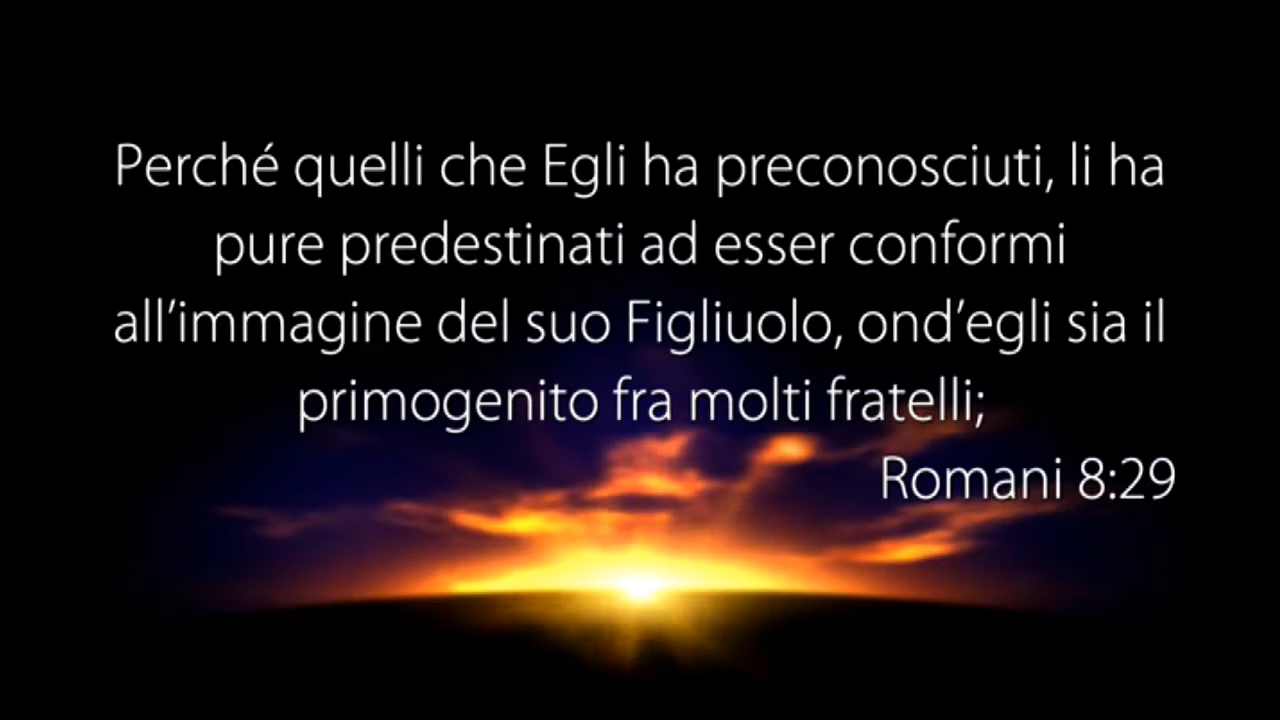 Perché quelli che Egli ha preconosciuti, li ha
pure predestinati ad esser conformi
all’immagine del suo Figliuolo, ond’egli sia il
primogenito fra molti fratelli;
Romani 8:29